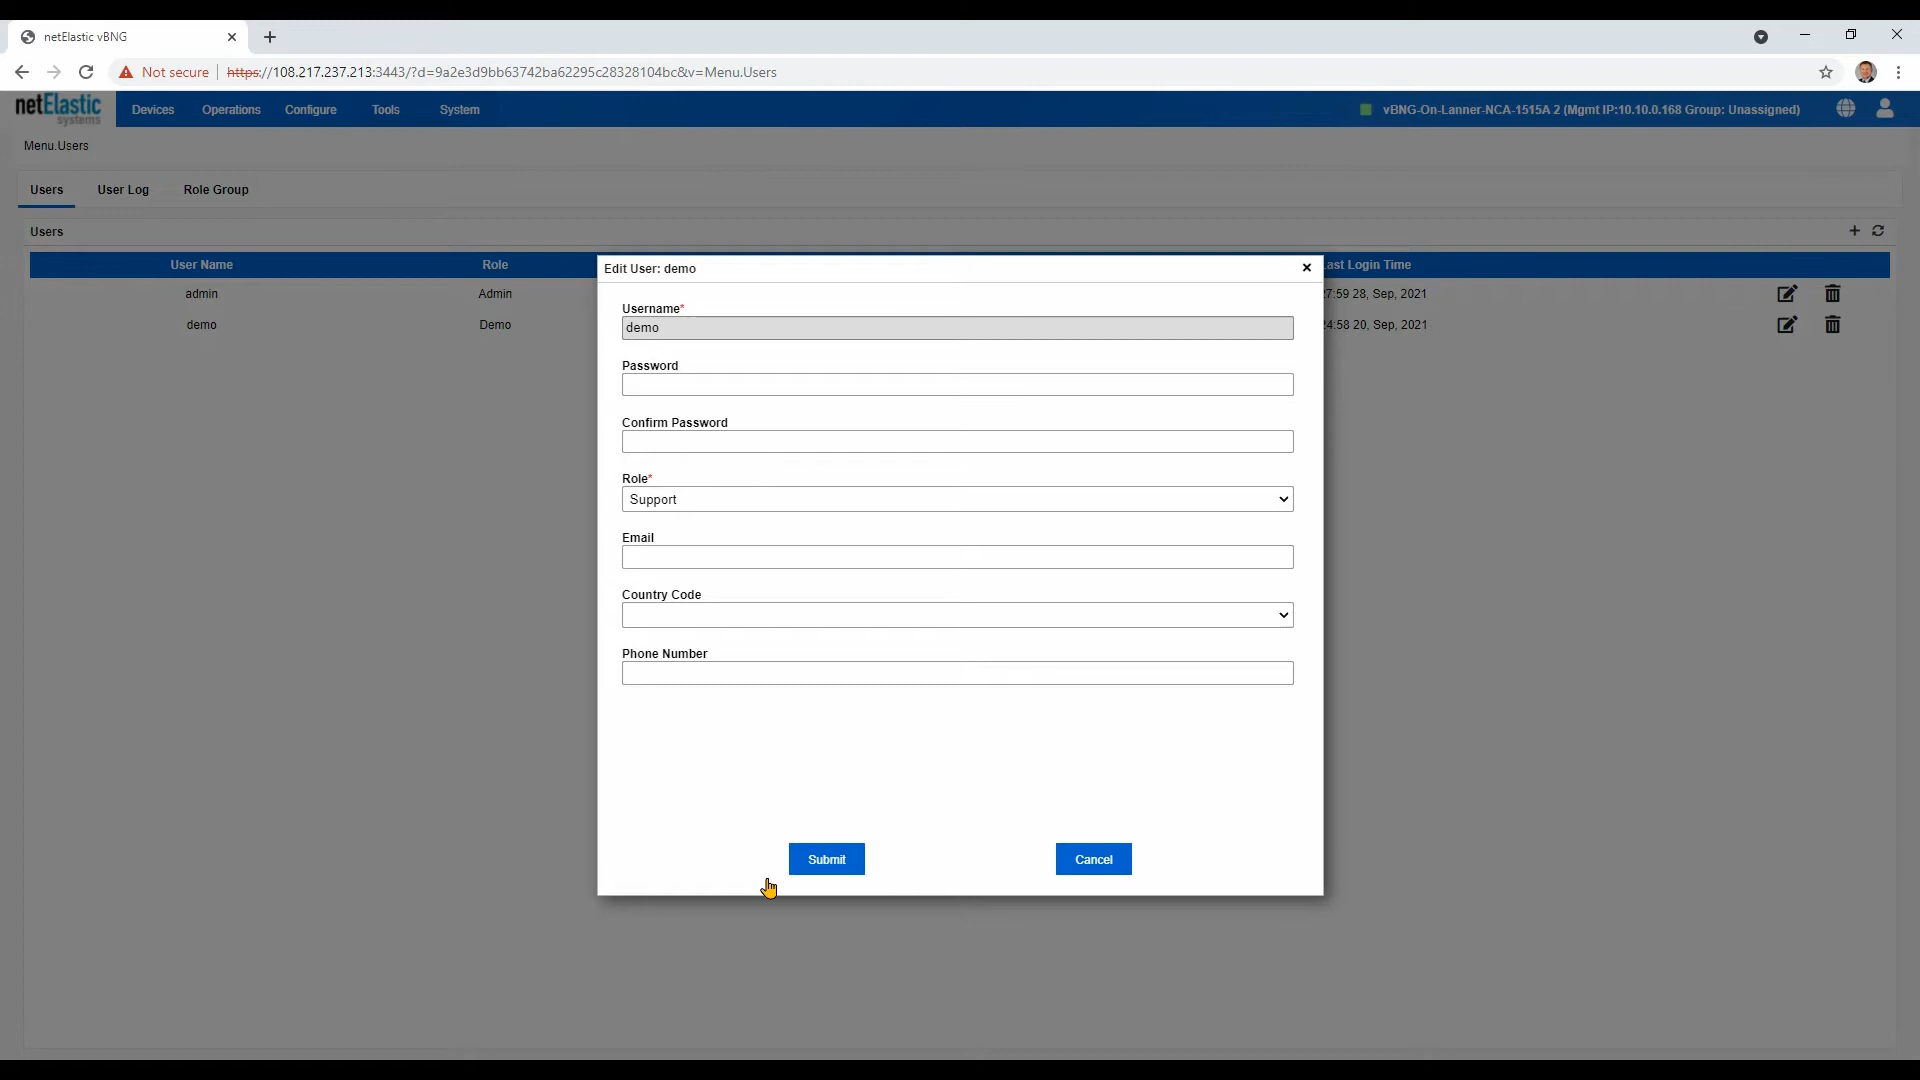 netElastic vBNG
Not secure https://108.217.237.213:3443/?d=9a2e3d9bb63742ba62295c28328104bc&v=Menu.Users
netElastic systems
Devices Operations Configure Tools System
vBNG-On-Lanner-NCA-1515A 2 (Mgmt IP:10.10.0.168 Group: Unassigned)
Menu.Users
Users User Log Role Group
Users
User Name Role Last Login Time
admin Admin 27:59 28, Sep, 2021
demo Demo 24:58 20, Sep, 2021
Edit User: demo
Username*
demo
Password
Confirm Password
Role*
Support
Email
Country Code
Phone Number
Submit Cancel